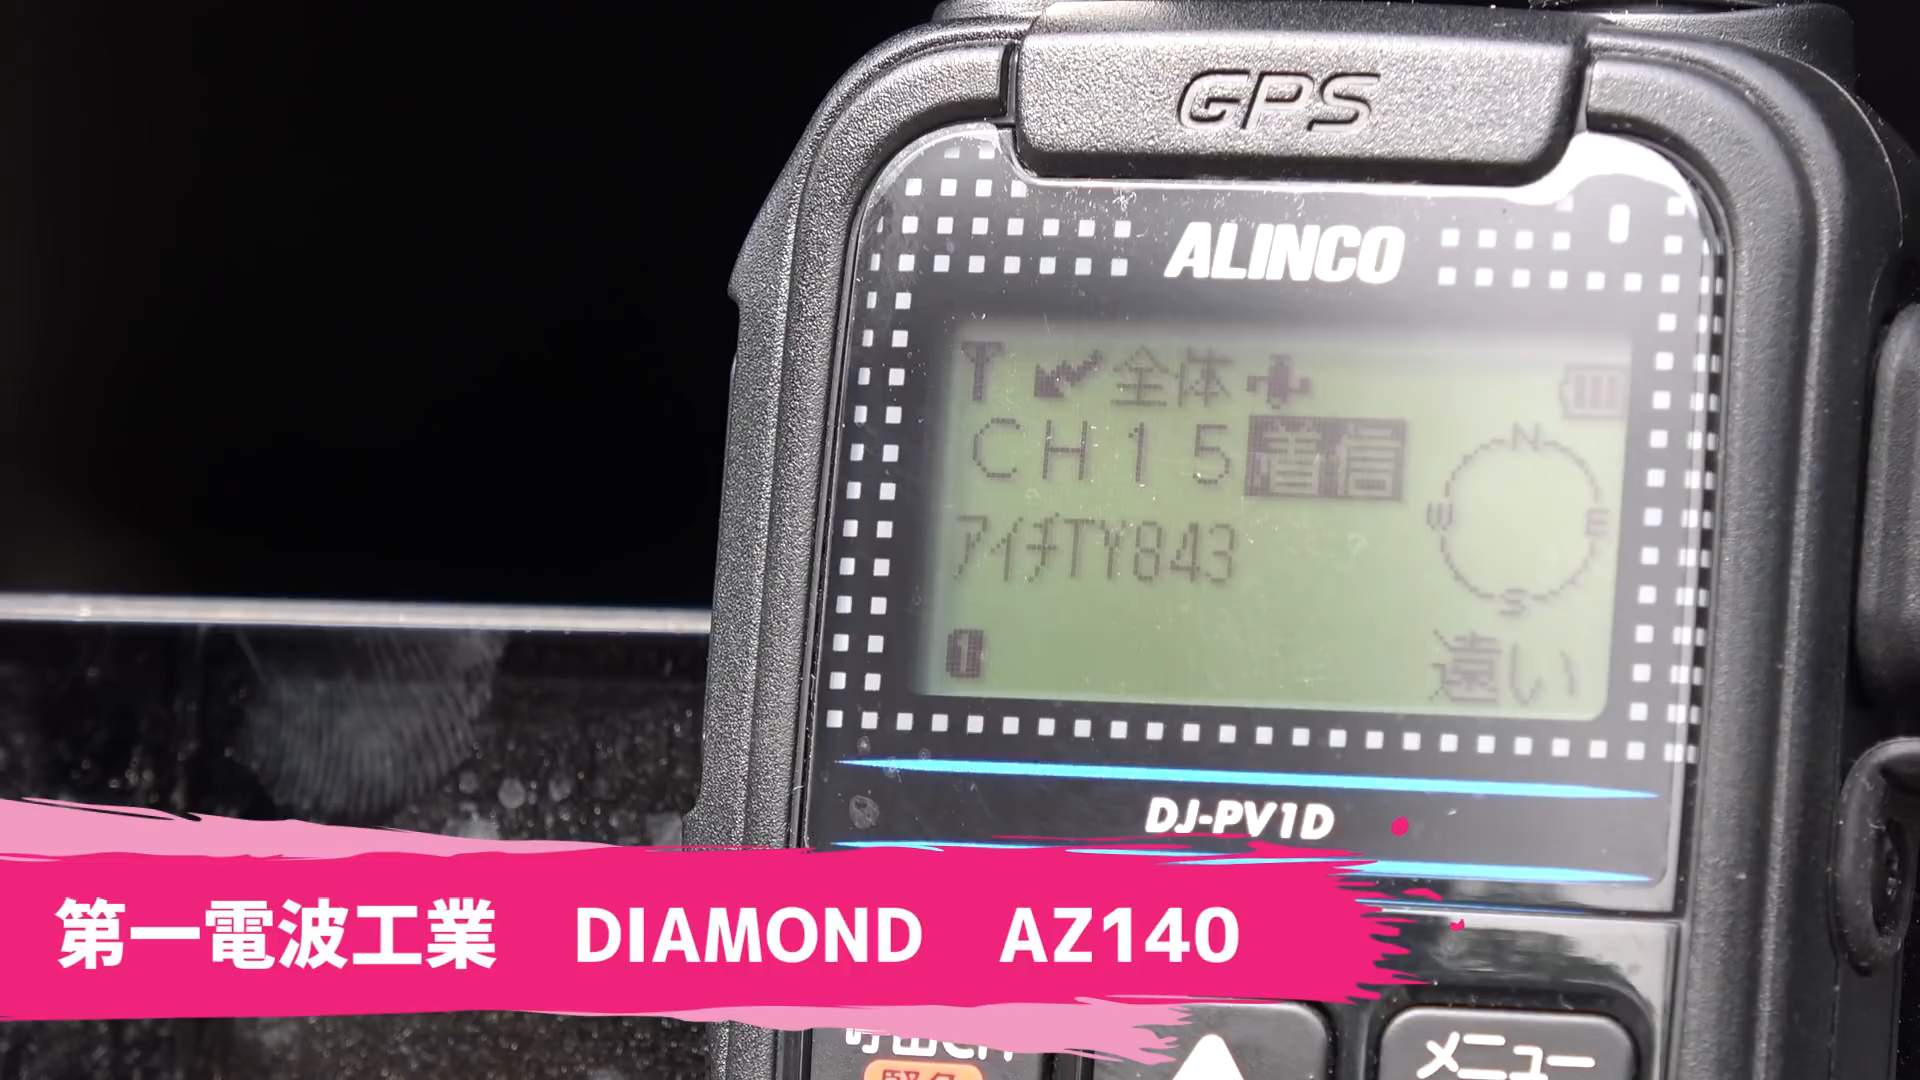 GPS
ALINCO
全体
CH15 着信
N
W E
S
アイチTY843
1
遠い
DJ-PV1D
第一電波工業 DIAMOND AZ140
メニュー